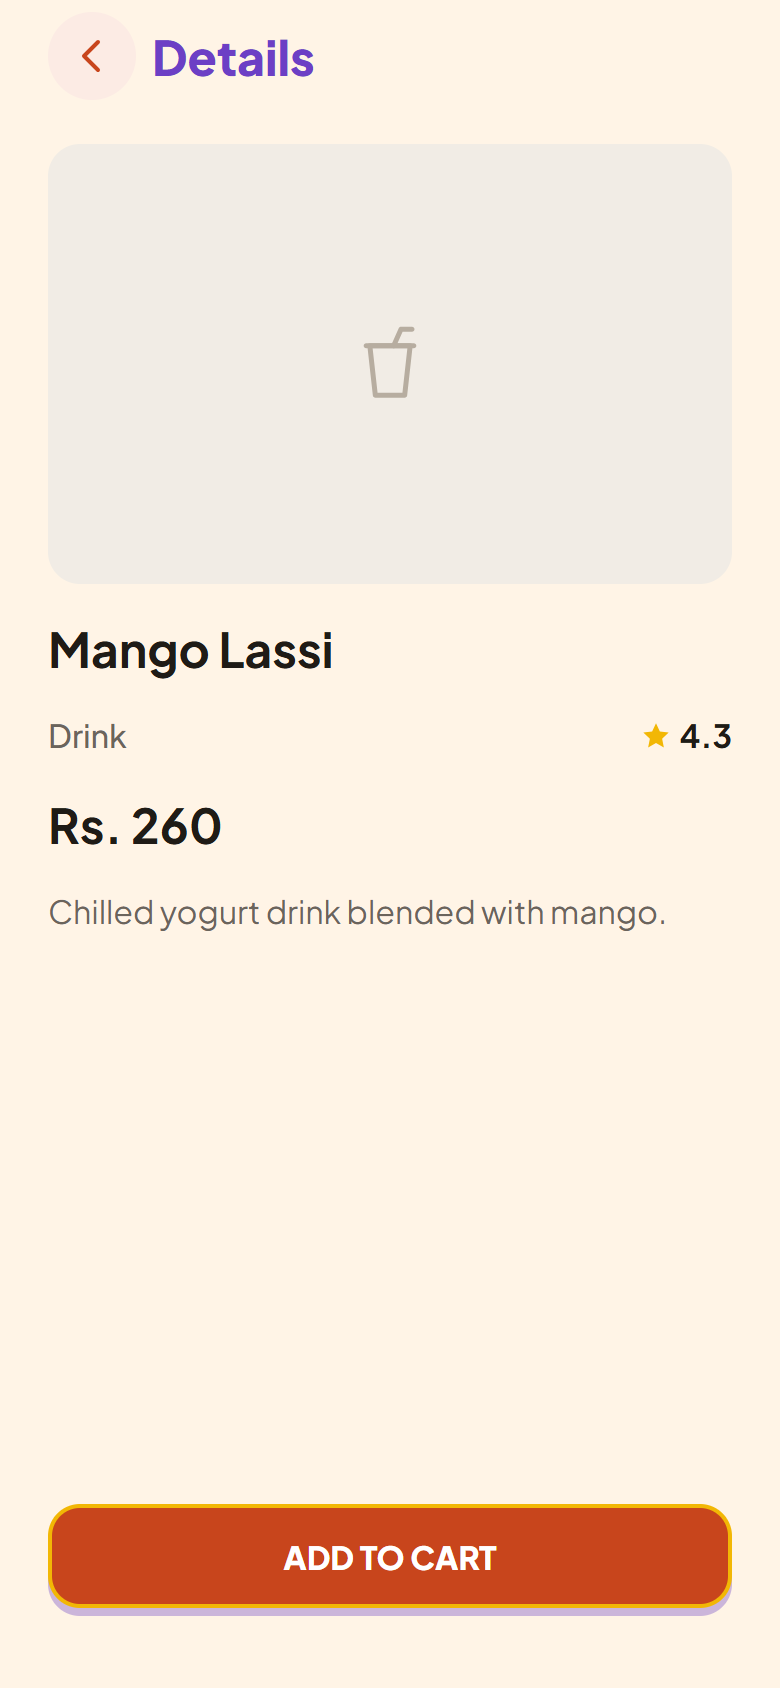 Details
Mango Lassi
Drink
4.3
Rs. 260
Chilled yogurt drink blended with mango.
ADD TO CART